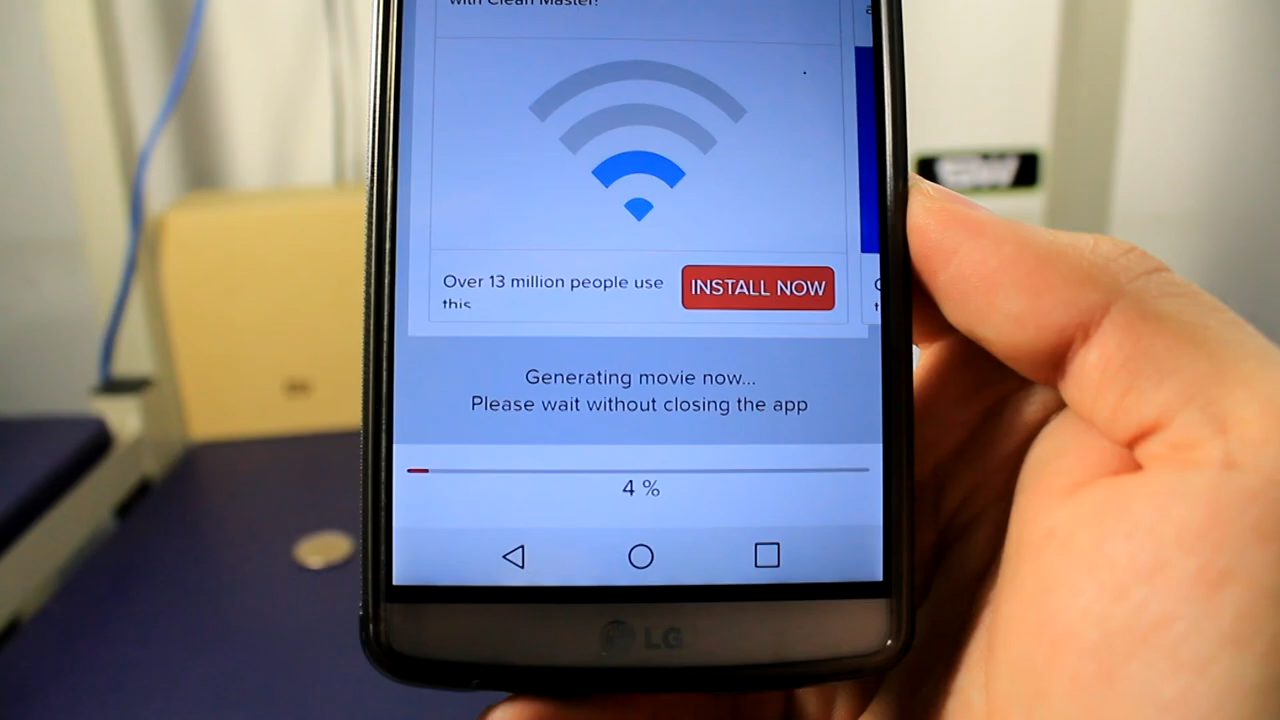 with Clean Master!
Over 13 million people use
this
INSTALL NOW
Generating movie now...
Please wait without closing the app
4 %
LG